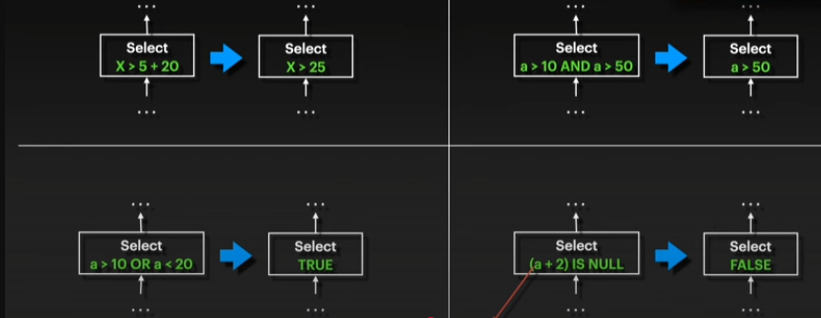 ...
...
...
...
Select
Select
Select
Select
X > 5 + 20
X > 25
a > 10 AND a > 50
a > 50
...
...
...
...
...
...
...
...
Select
Select
Select
Select
a > 10 OR a < 20
TRUE
(a + 2) IS NULL
FALSE
...
...
...
...